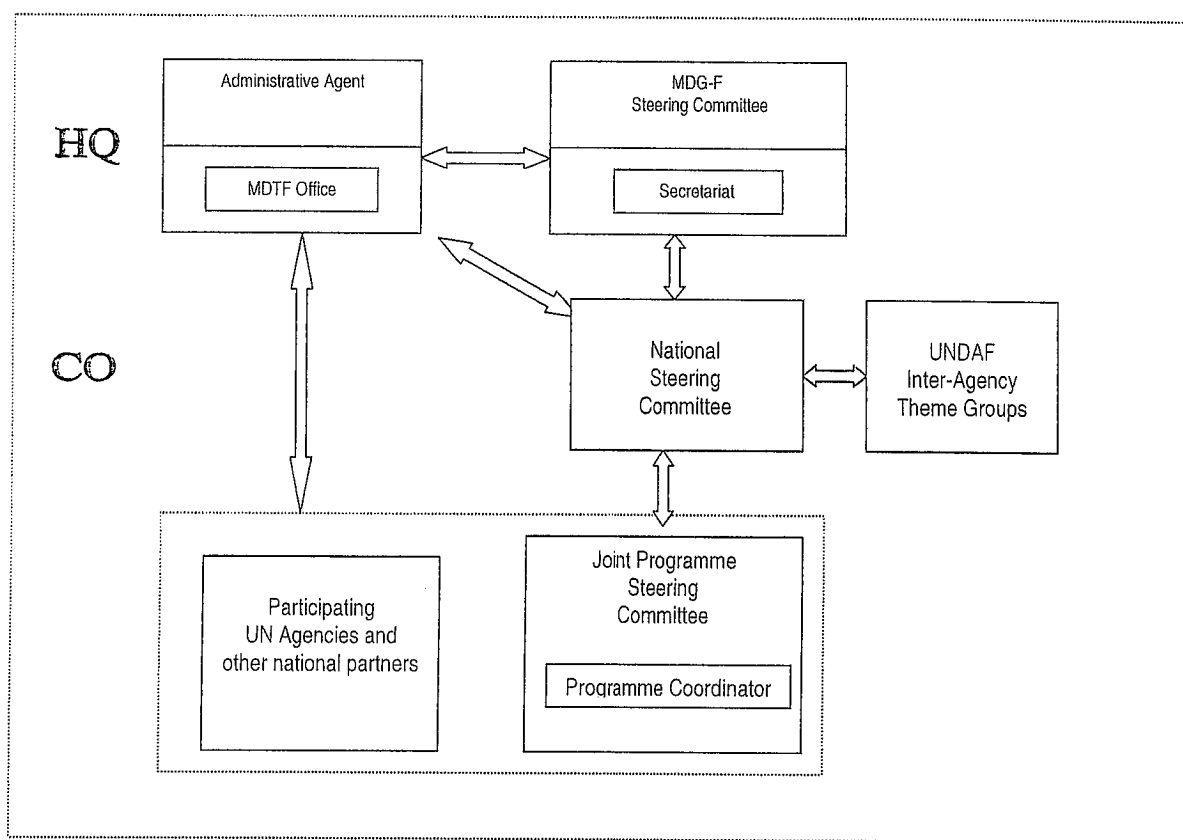 HQ
Administrative Agent
MDTF Office
MDG-F
Steering Committee
Secretariat
CO
National
Steering
Committee
UNDAF
Inter-Agency
Theme Groups
Participating
UN Agencies and
other national partners
Joint Programme
Steering
Committee
Programme Coordinator